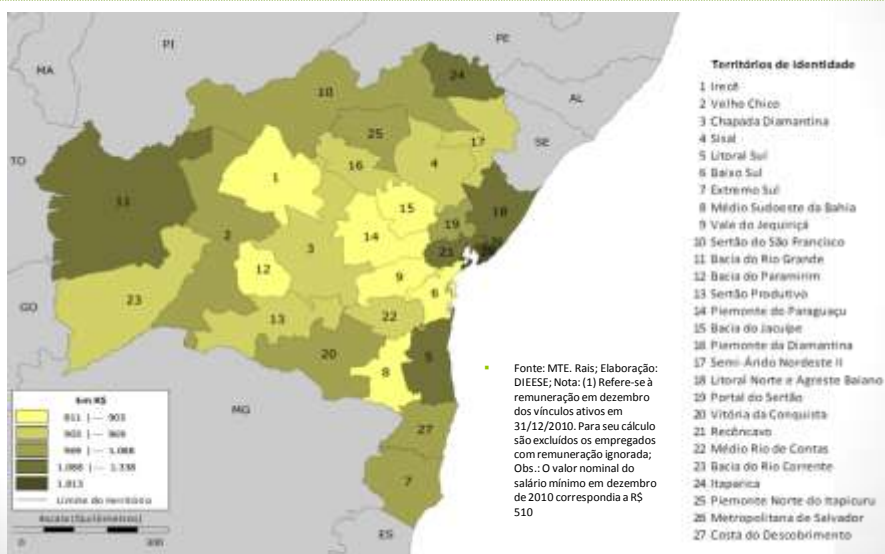 MA
PI
PE
AL
SE
TO
GO
MG
ES
1
2
3
4
5
6
7
8
9
10
11
12
13
14
15
16
17
18
19
20
21
22
23
24
25
27
Em R$
811 |--- 903
903 |--- 969
969 |--- 1.088
1.088 |--- 1.338
1.813
Limite do território
Escala (Quilômetros)
0
Fonte: MTE. Rais; Elaboração:
DIEESE; Nota: (1) Refere-se à
remuneração em dezembro
dos vínculos ativos em
31/12/2010. Para seu cálculo
são excluídos os empregados
com remuneração ignorada;
Obs.: O valor nominal do
salário mínimo em dezembro
de 2010 correspondia a R$
510
Territórios de Identidade
1 Irecê
2 Velho Chico
3 Chapada Diamantina
4 Sisal
5 Litoral Sul
6 Baixo Sul
7 Extremo Sul
8 Médio Sudoeste da Bahia
9 Vale do Jequiriçá
10 Sertão do São Francisco
11 Bacia do Rio Grande
12 Bacia do Paramirim
13 Sertão Produtivo
14 Piemonte do Paraguaçu
15 Bacia do Jacuípe
16 Piemonte da Diamantina
17 Semi-Árido Nordeste II
18 Litoral Norte e Agreste Baiano
19 Portal do Sertão
20 Vitória da Conquista
21 Recôncavo
22 Médio Rio de Contas
23 Bacia do Rio Corrente
24 Itaparica
25 Piemonte Norte do Itapicuru
26 Metropolitana de Salvador
27 Costa do Descobrimento